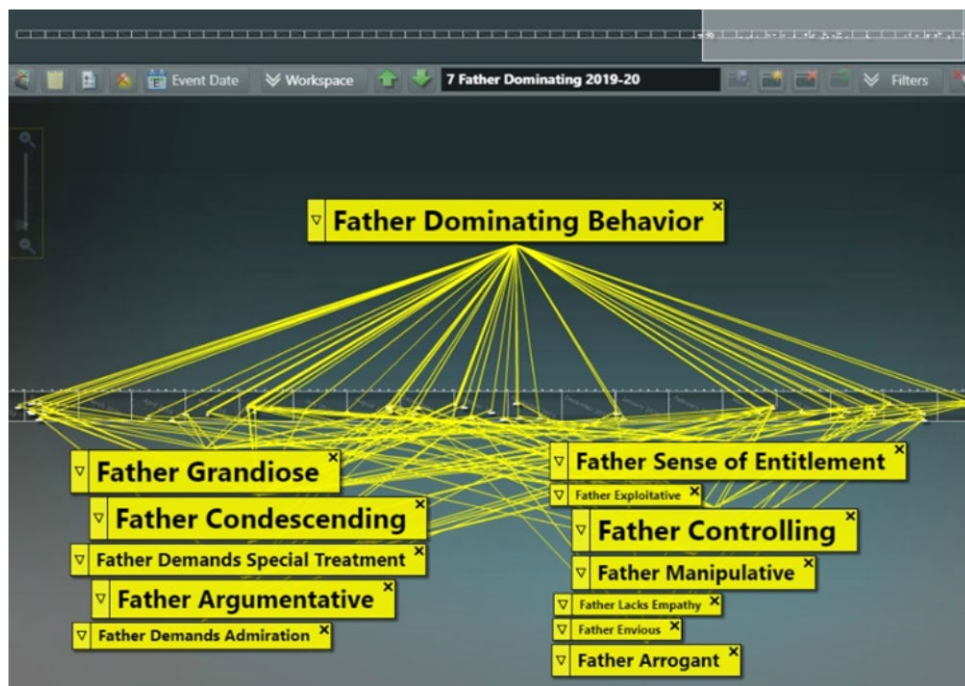 Event Date
Workspace
7 Father Dominating 2019-20
Filters
Father Dominating Behavior
Father Grandiose
Father Condescending
Father Demands Special Treatment
Father Argumentative
Father Demands Admiration
Father Sense of Entitlement
Father Exploitative
Father Controlling
Father Manipulative
Father Lacks Empathy
Father Envious
Father Arrogant